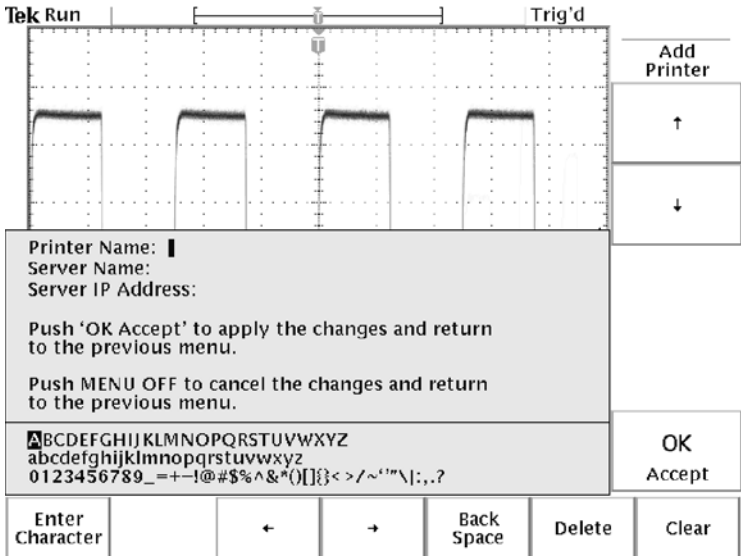 Tek Run
Trig'd
T
T
Add
Printer
↑
↓
Printer Name:
Server Name:
Server IP Address:
Push ‘OK Accept’ to apply the changes and return
to the previous menu.
Push MENU OFF to cancel the changes and return
to the previous menu.
ABCDEFGHIJKLMNOPQRSTUVWXYZ
abcdefghijklmnopqrstuvwxyz
0123456789_=+−!@#$%^&*()[]{}<>/~‘’”\|:,.?
OK
Accept
Enter
Character
←
→
Back
Space
Delete
Clear